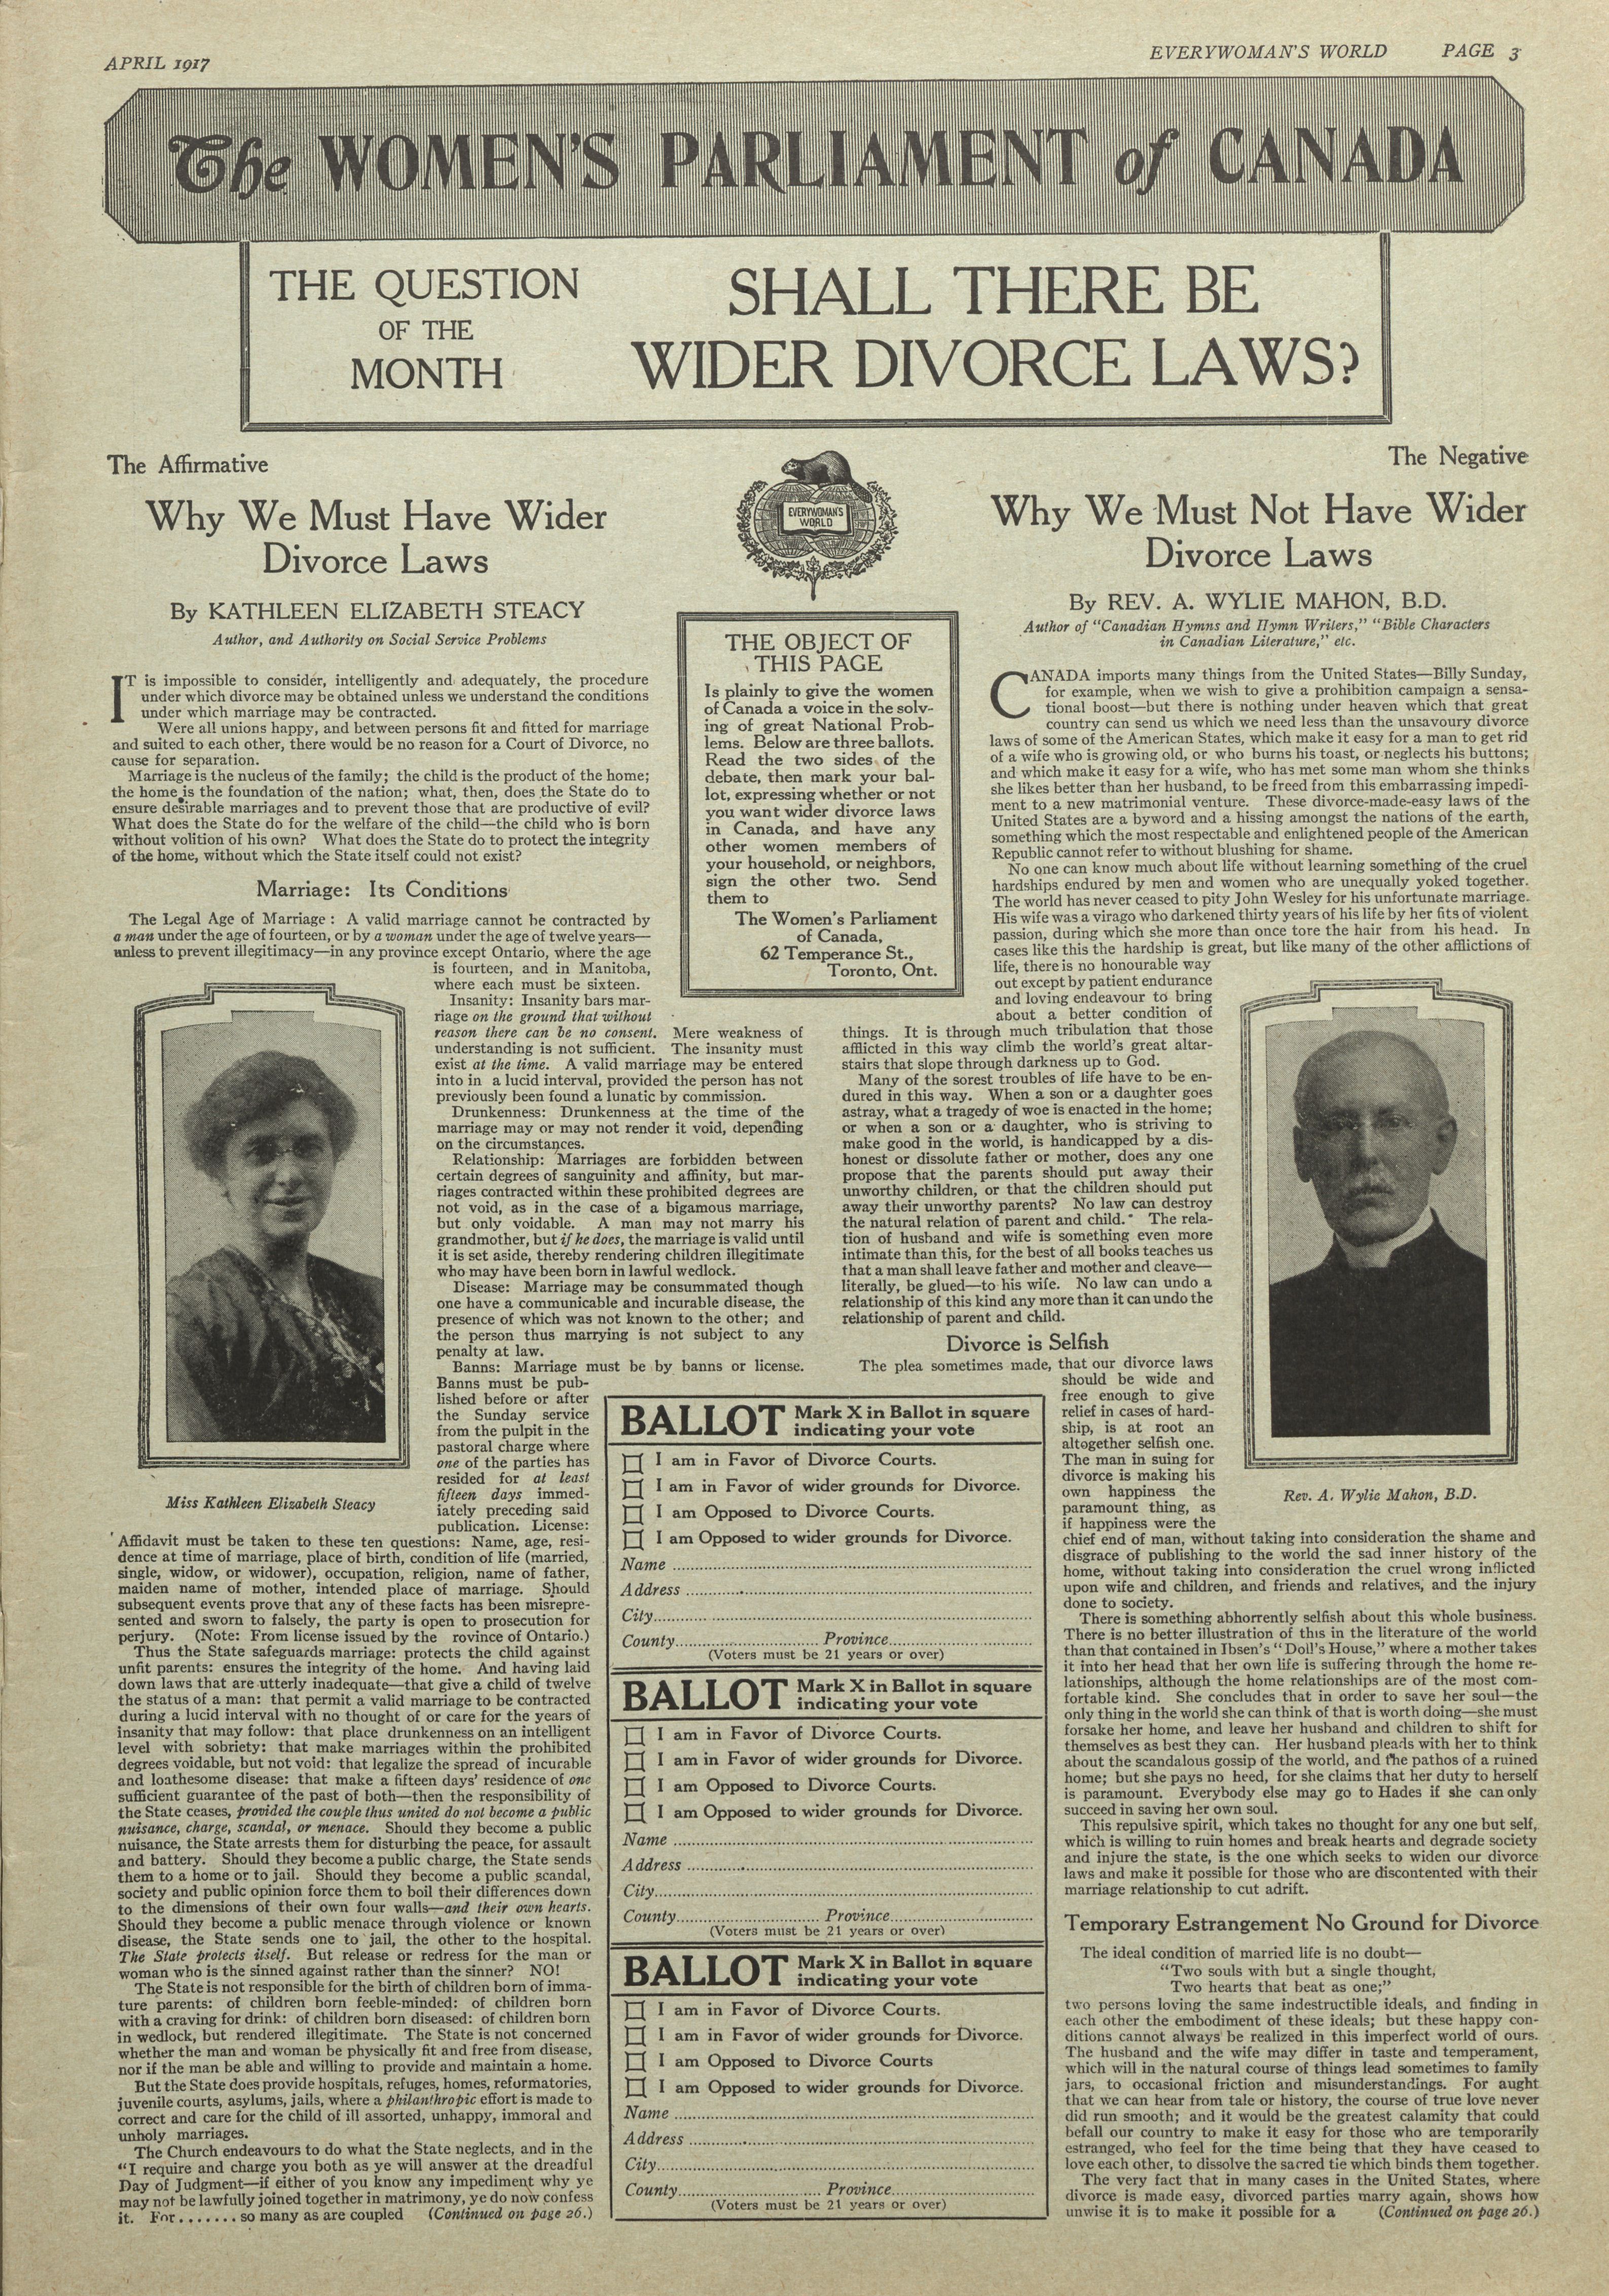 APRIL 1917
EVERYWOMAN'S WORLD PAGE 3
The WOMEN'S PARLIAMENT of CANADA
THE QUESTION
OF THE
MONTH
SHALL THERE BE
WIDER DIVORCE LAWS?
The Affirmative
Why We Must Have Wider
Divorce Laws
By KATHLEEN ELIZABETH STEACY
Author, and Authority on Social Service Problems
IT is impossible to consider, intelligently and adequately, the procedure
under which divorce may be obtained unless we understand the conditions
under which marriage may be contracted.
Were all unions happy, and between persons fit and fitted for marriage
and suited to each other, there would be no reason for a Court of Divorce, no
cause for separation.
Marriage is the nucleus of the family; the child is the product of the home;
the home is the foundation of the nation; what, then, does the State do to
ensure desirable marriages and to prevent those that are productive of evil?
What does the State do for the welfare of the child—the child who is born
without volition of his own? What does the State do to protect the integrity
of the home, without which the State itself could not exist?
Marriage: Its Conditions
The Legal Age of Marriage: A valid marriage cannot be contracted by
a man under the age of fourteen, or by a woman under the age of twelve years—
unless to prevent illegitimacy—in any province except Ontario, where the age
is fourteen, and in Manitoba,
where each must be sixteen.
Insanity: Insanity bars mar-
riage on the ground that without
reason there can be no consent. Mere weakness of
understanding is not sufficient. The insanity must
exist at the time. A valid marriage may be entered
into in a lucid interval, provided the person has not
previously been found a lunatic by commission.
Drunkenness: Drunkenness at the time of the
marriage may or may not render it void, depending
on the circumstances.
Relationship: Marriages are forbidden between
certain degrees of sanguinity and affinity, but mar-
riages contracted within these prohibited degrees are
not void, as in the case of a bigamous marriage,
but only voidable. A man may not marry his
grandmother, but if he does, the marriage is valid until
it is set aside, thereby rendering children illegitimate
who may have been born in lawful wedlock.
Disease: Marriage may be consummated though
one have a communicable and incurable disease, the
presence of which was not known to the other; and
the person thus marrying is not subject to any
penalty at law.
Banns: Marriage must be by banns or license.
Banns must be pub-
lished before or after
the Sunday service
from the pulpit in the
pastoral charge where
one of the parties has
resided for at least
fifteen days immed-
iately preceding said
publication. License:
Miss Kathleen Elizabeth Steacy
Affidavit must be taken to these ten questions: Name, age, resi-
dence at time of marriage, place of birth, condition of life (married,
single, widow, or widower), occupation, religion, name of father,
maiden name of mother, intended place of marriage. Should
subsequent events prove that any of these facts has been misrepre-
sented and sworn to falsely, the party is open to prosecution for
perjury. (Note: From license issued by the rovince of Ontario.)
Thus the State safeguards marriage: protects the child against
unfit parents: ensures the integrity of the home. And having laid
down laws that are utterly inadequate—that give a child of twelve
the status of a man: that permit a valid marriage to be contracted
during a lucid interval with no thought of or care for the years of
insanity that may follow: that place drunkenness on an intelligent
level with sobriety: that make marriages within the prohibited
degrees voidable, but not void: that legalize the spread of incurable
and loathesome disease: that make a fifteen days' residence of one
sufficient guarantee of the past of both—then the responsibility of
the State ceases, provided the couple thus united do not become a public
nuisance, charge, scandal, or menace. Should they become a public
nuisance, the State arrests them for disturbing the peace, for assault
and battery. Should they become a public charge, the State sends
them to a home or to jail. Should they become a public scandal,
society and public opinion force them to boil their differences down
to the dimensions of their own four walls—and their own hearts.
Should they become a public menace through violence or known
disease, the State sends one to jail, the other to the hospital.
The State protects itself. But release or redress for the man or
woman who is the sinned against rather than the sinner? NO!
The State is not responsible for the birth of children born of imma-
ture parents: of children born feeble-minded: of children born
with a craving for drink: of children born diseased: of children born
in wedlock, but rendered illegitimate. The State is not concerned
whether the man and woman be physically fit and free from disease,
nor if the man be able and willing to provide and maintain a home.
But the State does provide hospitals, refuges, homes, reformatories,
juvenile courts, asylums, jails, where a philanthropic effort is made to
correct and care for the child of ill assorted, unhappy, immoral and
unholy marriages.
The Church endeavours to do what the State neglects, and in the
"I require and charge you both as ye will answer at the dreadful
Day of Judgment—if either of you know any impediment why ye
may not be lawfully joined together in matrimony, ye do now confess
it. For....... so many as are coupled (Continued on page 26.)
EVERYWOMAN'S
WORLD
THE OBJECT OF
THIS PAGE
Is plainly to give the women
of Canada a voice in the solv-
ing of great National Prob-
lems. Below are three ballots.
Read the two sides of the
debate, then mark your bal-
lot, expressing whether or not
you want wider divorce laws
in Canada, and have any
other women members of
your household, or neighbors,
sign the other two. Send
them to
The Women's Parliament
of Canada,
62 Temperance St.,
Toronto, Ont.
BALLOT Mark X in Ballot in square
indicating your vote
I am in Favor of Divorce Courts.
I am in Favor of wider grounds for Divorce.
I am Opposed to Divorce Courts.
I am Opposed to wider grounds for Divorce.
Name
Address
City
County Province
(Voters must be 21 years or over)
BALLOT Mark X in Ballot in square
indicating your vote
I am in Favor of Divorce Courts.
I am in Favor of wider grounds for Divorce.
I am Opposed to Divorce Courts.
I am Opposed to wider grounds for Divorce.
Name
Address
City
County Province
(Voters must be 21 years or over)
BALLOT Mark X in Ballot in square
indicating your vote
I am in Favor of Divorce Courts.
I am in Favor of wider grounds for Divorce.
I am Opposed to Divorce Courts
I am Opposed to wider grounds for Divorce.
Name
Address
City
County Province
(Voters must be 21 years or over)
The Negative
Why We Must Not Have Wider
Divorce Laws
By REV. A. WYLIE MAHON, B.D.
Author of "Canadian Hymns and Hymn Writers," "Bible Characters
in Canadian Literature," etc.
CANADA imports many things from the United States—Billy Sunday,
for example, when we wish to give a prohibition campaign a sensa-
tional boost—but there is nothing under heaven which that great
country can send us which we need less than the unsavoury divorce
laws of some of the American States, which make it easy for a man to get rid
of a wife who is growing old, or who burns his toast, or neglects his buttons;
and which make it easy for a wife, who has met some man whom she thinks
she likes better than her husband, to be freed from this embarrassing impedi-
ment to a new matrimonial venture. These divorce-made-easy laws of the
United States are a byword and a hissing amongst the nations of the earth,
something which the most respectable and enlightened people of the American
Republic cannot refer to without blushing for shame.
No one can know much about life without learning something of the cruel
hardships endured by men and women who are unequally yoked together.
The world has never ceased to pity John Wesley for his unfortunate marriage.
His wife was a virago who darkened thirty years of his life by her fits of violent
passion, during which she more than once tore the hair from his head. In
cases like this the hardship is great, but like many of the other afflictions of
life, there is no honourable way
out except by patient endurance
and loving endeavour to bring
about a better condition of
things. It is through much tribulation that those
afflicted in this way climb the world's great altar-
stairs that slope through darkness up to God.
Many of the sorest troubles of life have to be en-
dured in this way. When a son or a daughter goes
astray, what a tragedy of woe is enacted in the home;
or when a son or a daughter, who is striving to
make good in the world, is handicapped by a dis-
honest or dissolute father or mother, does any one
propose that the parents should put away their
unworthy children, or that the children should put
away their unworthy parents? No law can destroy
the natural relation of parent and child. The rela-
tion of husband and wife is something even more
intimate than this, for the best of all books teaches us
that a man shall leave father and mother and cleave—
literally, be glued—to his wife. No law can undo a
relationship of this kind any more than it can undo the
relationship of parent and child.
Divorce is Selfish
The plea sometimes made, that our divorce laws
should be wide and
free enough to give
relief in cases of hard-
ship, is at root an
altogether selfish one.
The man in suing for
divorce is making his
own happiness the
paramount thing, as
if happiness were the
Rev. A. Wylie Mahon, B.D.
chief end of man, without taking into consideration the shame and
disgrace of publishing to the world the sad inner history of the
home, without taking into consideration the cruel wrong inflicted
upon wife and children, and friends and relatives, and the injury
done to society.
There is something abhorrently selfish about this whole business.
There is no better illustration of this in the literature of the world
than that contained in Ibsen's "Doll's House," where a mother takes
it into her head that her own life is suffering through the home re-
lationships, although the home relationships are of the most com-
fortable kind. She concludes that in order to save her soul—the
only thing in the world she can think of that is worth doing—she must
forsake her home, and leave her husband and children to shift for
themselves as best they can. Her husband pleads with her to think
about the scandalous gossip of the world, and the pathos of a ruined
home; but she pays no heed, for she claims that her duty to herself
is paramount. Everybody else may go to Hades if she can only
succeed in saving her own soul.
This repulsive spirit, which takes no thought for any one but self,
which is willing to ruin homes and break hearts and degrade society
and injure the state, is the one which seeks to widen our divorce
laws and make it possible for those who are discontented with their
marriage relationship to cut adrift.
Temporary Estrangement No Ground for Divorce
The ideal condition of married life is no doubt—
"Two souls with but a single thought,
Two hearts that beat as one;"
two persons loving the same indestructible ideals, and finding in
each other the embodiment of these ideals; but these happy con-
ditions cannot always be realized in this imperfect world of ours.
The husband and the wife may differ in taste and temperament,
which will in the natural course of things lead sometimes to family
jars, to occasional friction and misunderstandings. For aught
that we can hear from tale or history, the course of true love never
did run smooth; and it would be the greatest calamity that could
befall our country to make it easy for those who are temporarily
estranged, who feel for the time being that they have ceased to
love each other, to dissolve the sacred tie which binds them together.
The very fact that in many cases in the United States, where
divorce is made easy, divorced parties marry again, shows how
unwise it is to make it possible for a (Continued on page 26.)